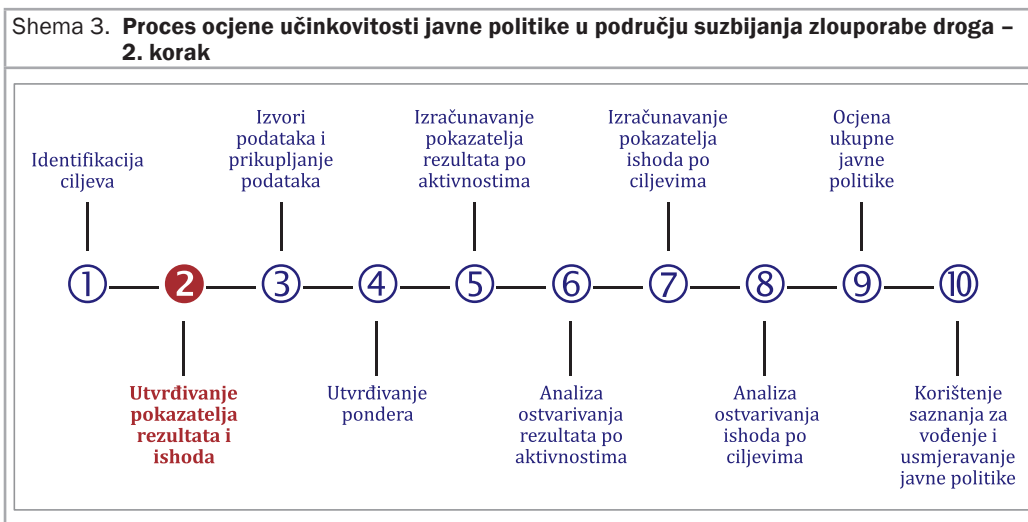 Shema 3. Proces ocjene učinkovitosti javne politike u području suzbijanja zlouporabe droga –
2. korak
Identifikacija
ciljeva
Izvori
podataka i
prikupljanje
podataka
Izračunavanje
pokazatelja
rezultata po
aktivnostima
Izračunavanje
pokazatelja
ishoda po
ciljevima
Ocjena
ukupne
javne
politike
1
2
3
4
5
6
7
8
9
10
Utvrđivanje
pokazatelja
rezultata i
ishoda
Utvrđivanje
pondera
Analiza
ostvarivanja
rezultata po
aktivnostima
Analiza
ostvarivanja
ishoda po
ciljevima
Korištenje
saznanja za
vođenje i
usmjeravanje
javne politike